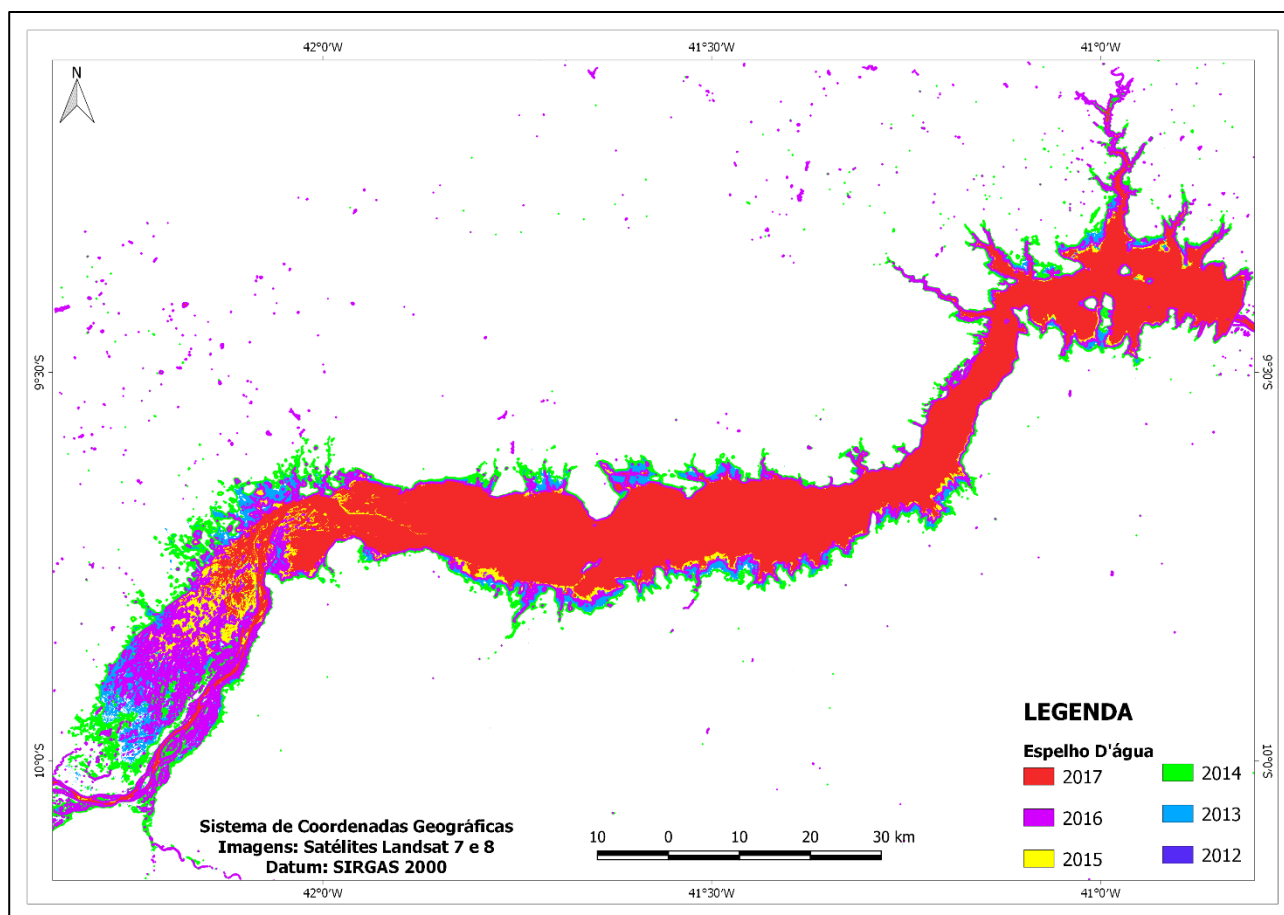 42°0'W
41°30'W
41°0'W
N
9°30'S
9°30'S
10°0'S
10°0'S
LEGENDA
Espelho D'água
2017
2014
2016
2013
2015
2012
Sistema de Coordenadas Geográficas
Imagens: Satélites Landsat 7 e 8
Datum: SIRGAS 2000
10 0 10 20 30 km
42°0'W
41°30'W
41°0'W